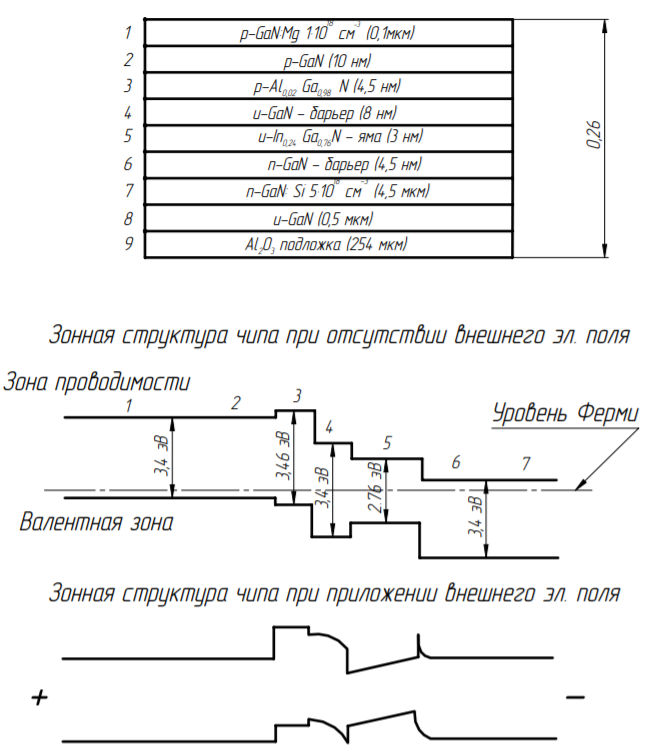 1 p-GaN:Mg 1·10¹⁸ см⁻³ (0,1мкм)
2 p-GaN (10 нм)
3 p-Al₀,₀₂ Ga₀,₉₈ N (4,5 нм)
4 u-GaN - барьер (8 нм)
5 u-In₀,₂₄ Ga₀,₇₆N - яма (3 нм)
6 n-GaN - барьер (4,5 нм)
7 n-GaN: Si 5·10¹⁸ см⁻³ (4,5 мкм)
8 u-GaN (0,5 мкм)
9 Al₂O₃ подложка (254 мкм)
0,26
Зонная структура чипа при отсутствии внешнего эл. поля
Зона проводимости
1 2 3 4 5 6 7
Уровень Ферми
3,4 эВ
3,46 эВ
3,4 эВ
2.76 эВ
3,4 эВ
Валентная зона
Зонная структура чипа при приложении внешнего эл. поля
+ −